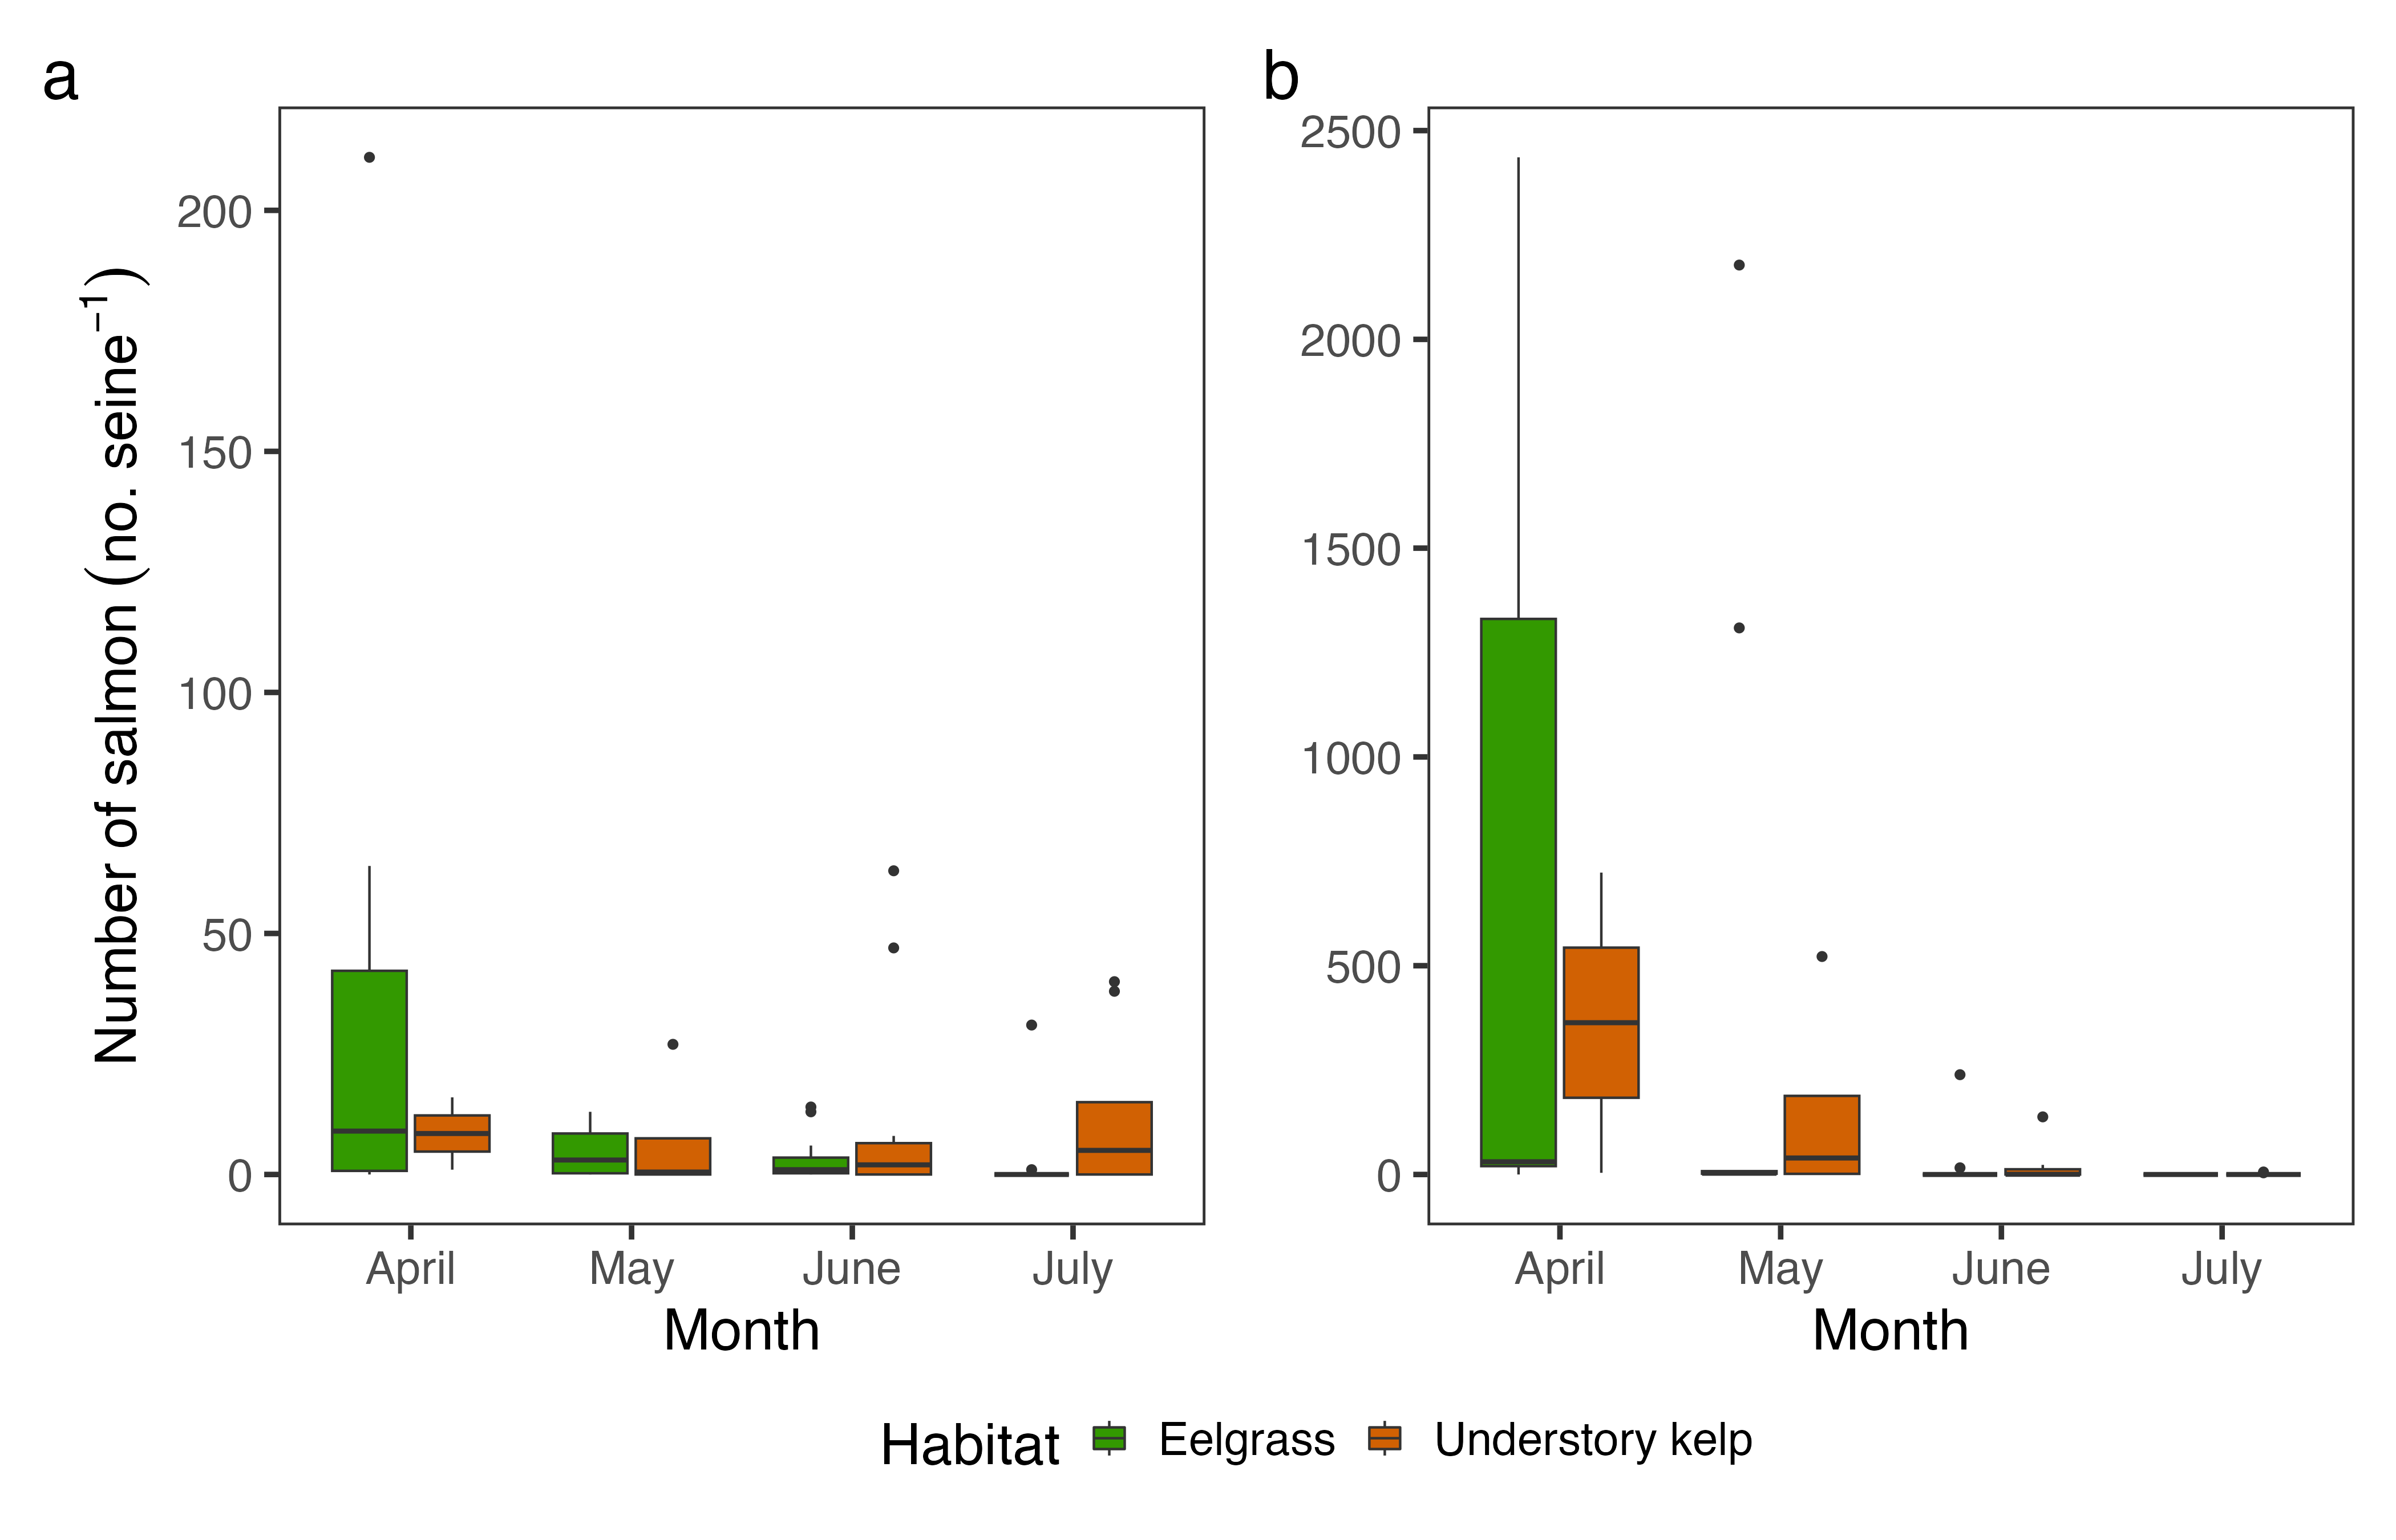 a
b
Number of salmon (no. seine⁻¹)
200
150
100
50
0
2500
2000
1500
1000
500
0
April May June July
April May June July
Month
Month
Habitat Eelgrass Understory kelp